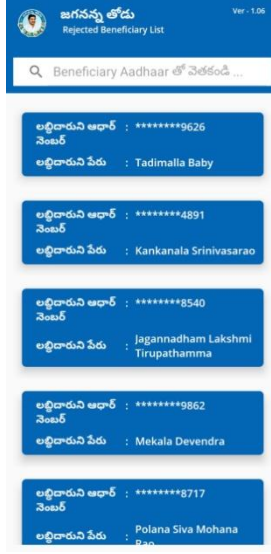 జగనన్న తోడు
Ver - 1.06
Rejected Beneficiary List
Beneficiary Aadhaar తో వెతకండి ...
లబ్ధిదారుని ఆధార్ : ********9626
నెంబర్
లబ్ధిదారుని పేరు : Tadimalla Baby
లబ్ధిదారుని ఆధార్ : ********4891
నెంబర్
లబ్ధిదారుని పేరు : Kankanala Srinivasarao
లబ్ధిదారుని ఆధార్ : ********8540
నెంబర్
లబ్ధిదారుని పేరు : Jagannadham Lakshmi
Tirupathamma
లబ్ధిదారుని ఆధార్ : ********9862
నెంబర్
లబ్ధిదారుని పేరు : Mekala Devendra
లబ్ధిదారుని ఆధార్ : ********8717
నెంబర్
లబ్ధిదారుని పేరు : Polana Siva Mohana
Rao